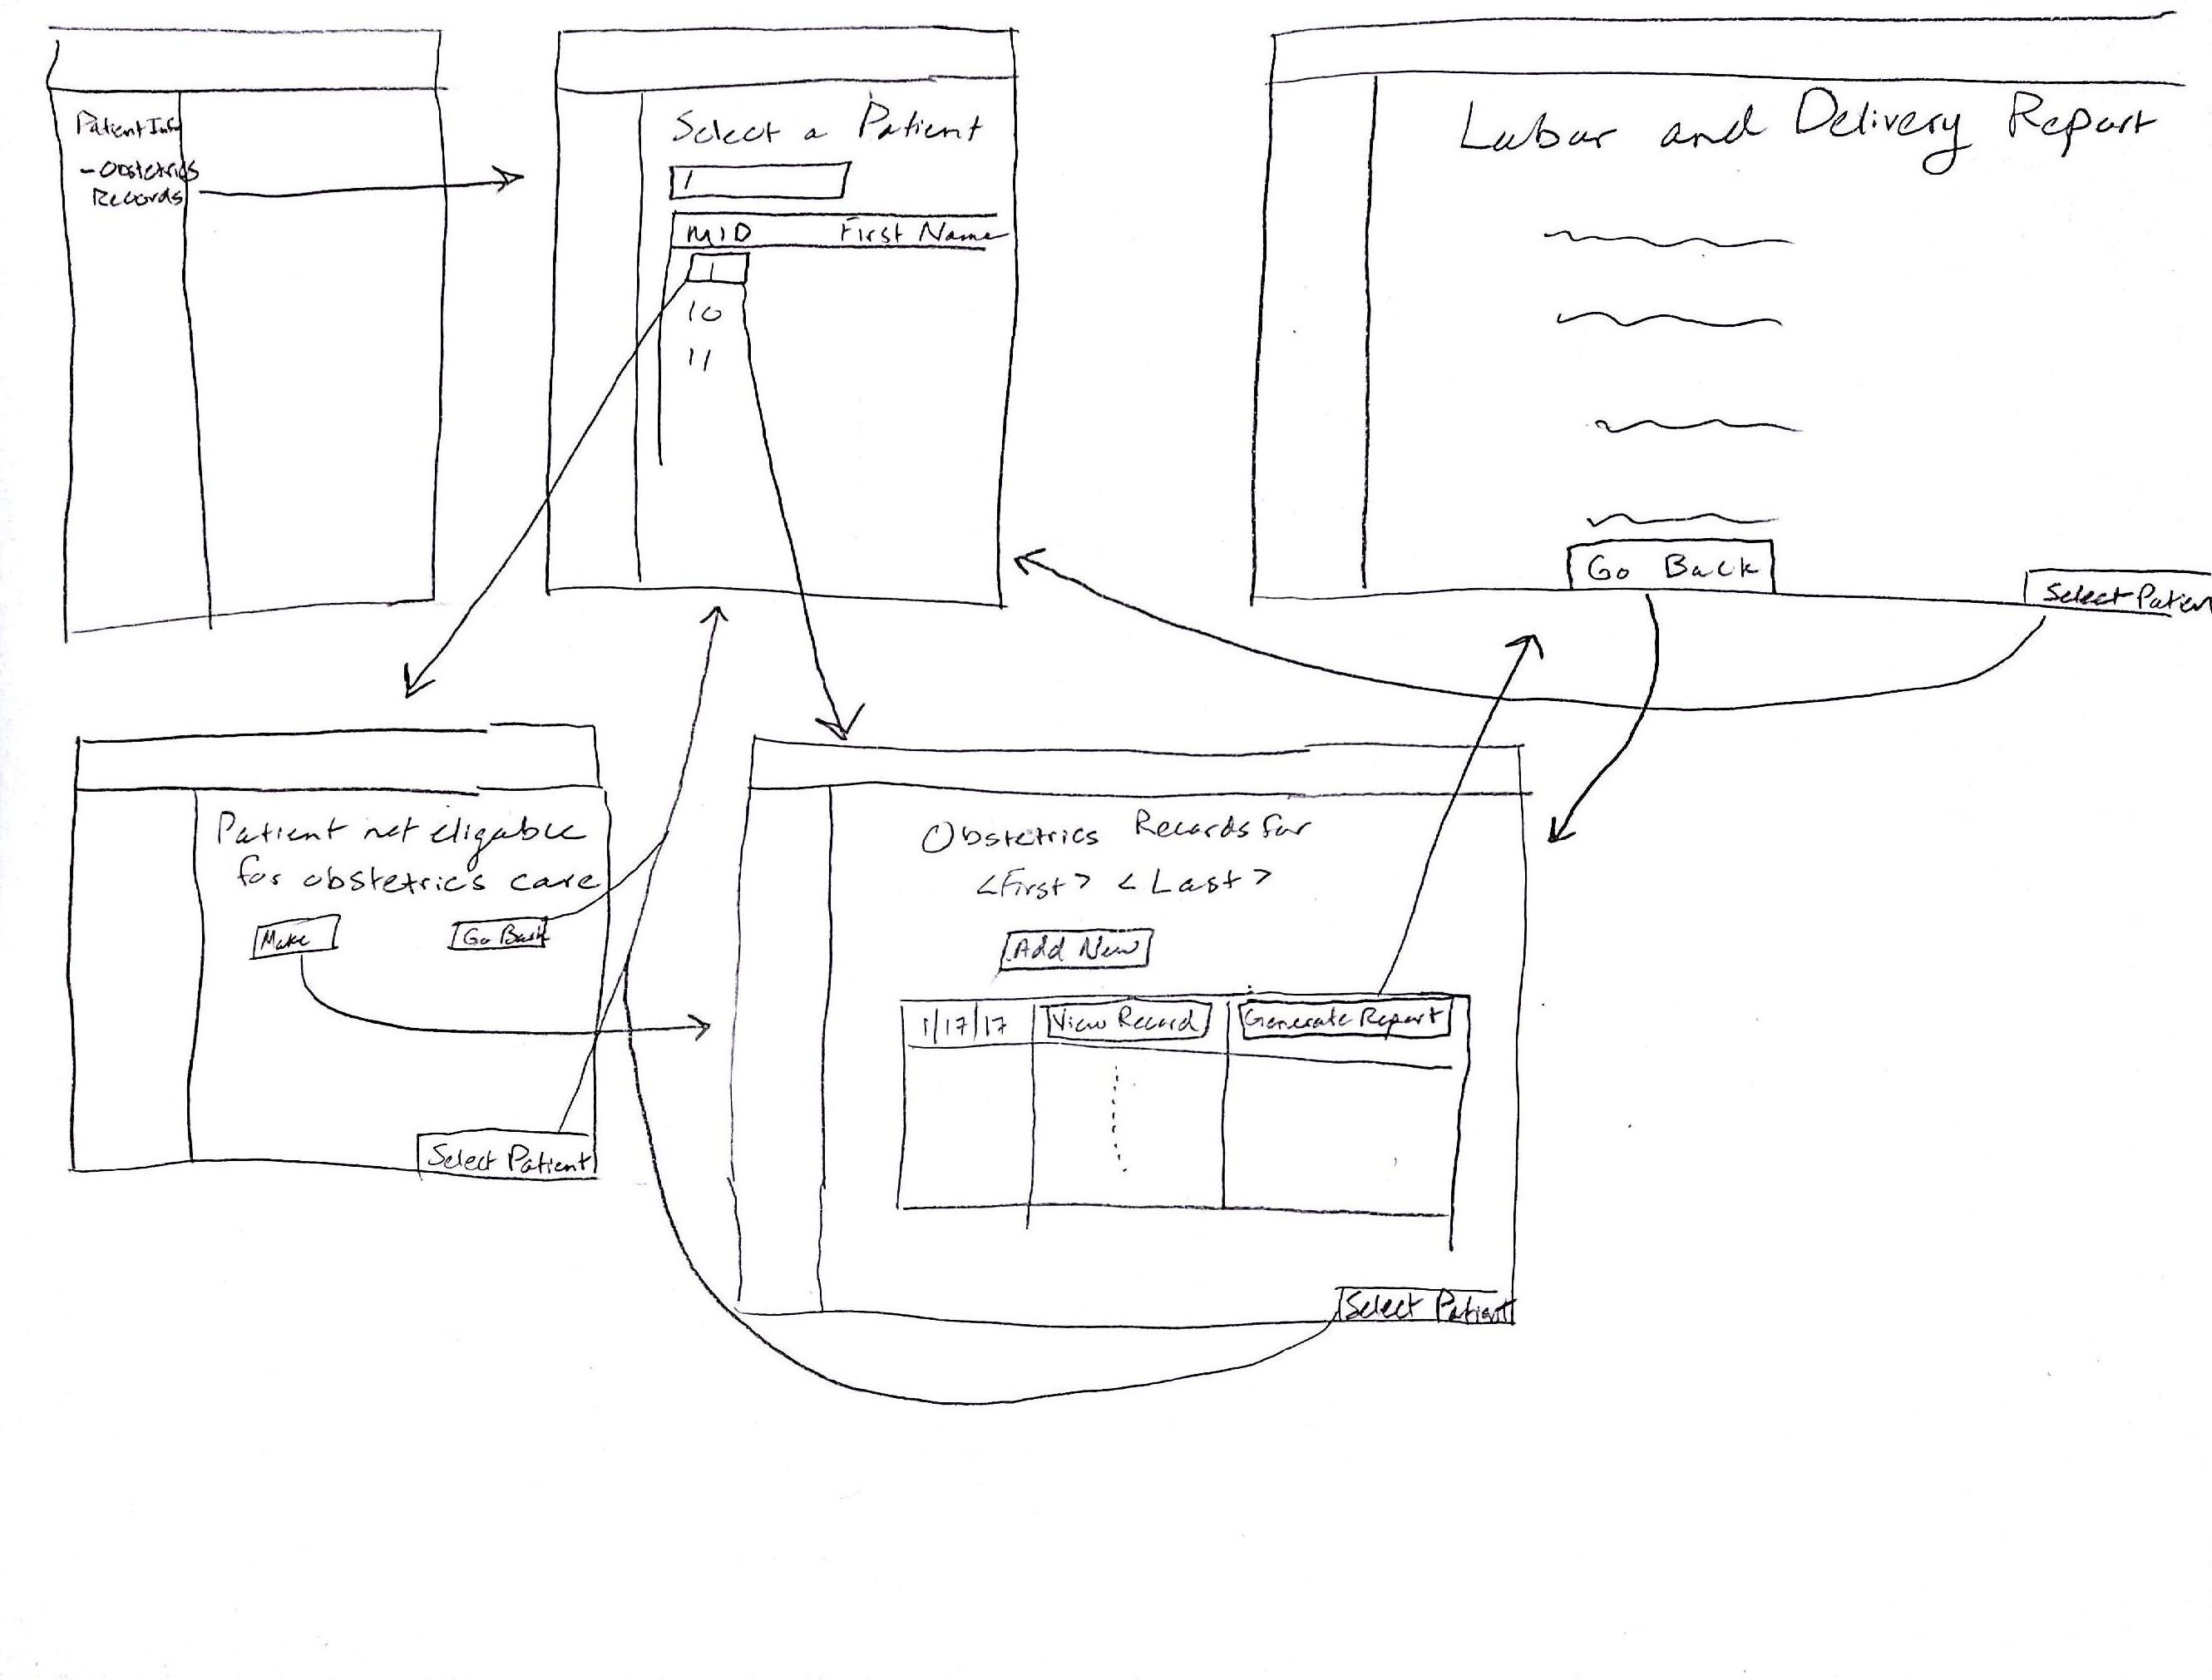 Patient Info
- Obstetrics
Records
Select a Patient
1
MID First Name
1
10
11
Labor and Delivery Report
Go Back
Select Patien
Patient not eligable
for obstetrics care
Make
Go Back
Select Patient
Obstetrics Records for
<First> <Last>
Add New
1/17/17 View Record Generate Report
Select Patient